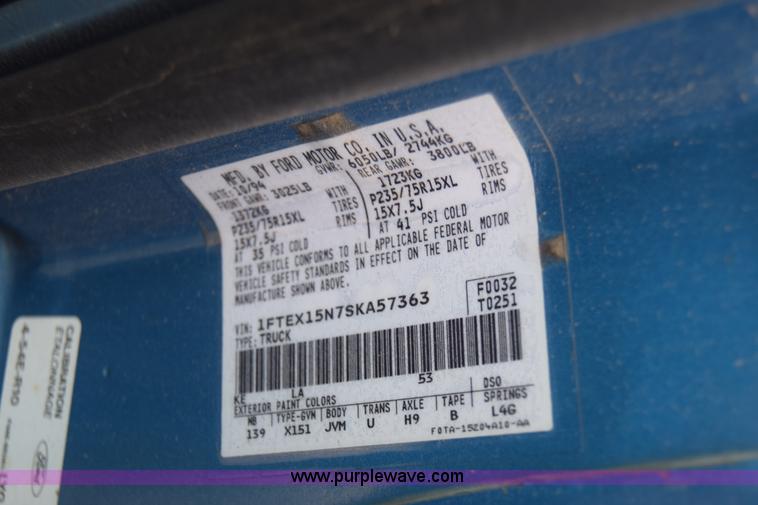 MFD. BY FORD MOTOR CO. IN U.S.A.
DATE: 10/94 GVWR: 6050LB/ 2744KG
FRONT GAWR: 3025LB REAR GAWR: 3800LB
1372KG WITH 1723KG WITH
P235/75R15XL TIRES P235/75R15XL TIRES
15X7.5J RIMS 15X7.5J RIMS
AT 35 PSI COLD AT 41 PSI COLD
THIS VEHICLE CONFORMS TO ALL APPLICABLE FEDERAL MOTOR
VEHICLE SAFETY STANDARDS IN EFFECT ON THE DATE OF
MANUFACTURE SHOWN ABOVE.
F0032
VIN: 1FTEX15N7SKA57363 T0251
TYPE: TRUCK
KE LA 53
EXTERIOR PAINT COLORS DSO
WB TYPE-GVM BODY TRANS AXLE TAPE SPRINGS
139 X151 JVM U H9 B L4G
F0TA-15204A10-AA
CALIBRATION
ETALONNAGE
4-54E-R10
Ford
www.purplewave.com